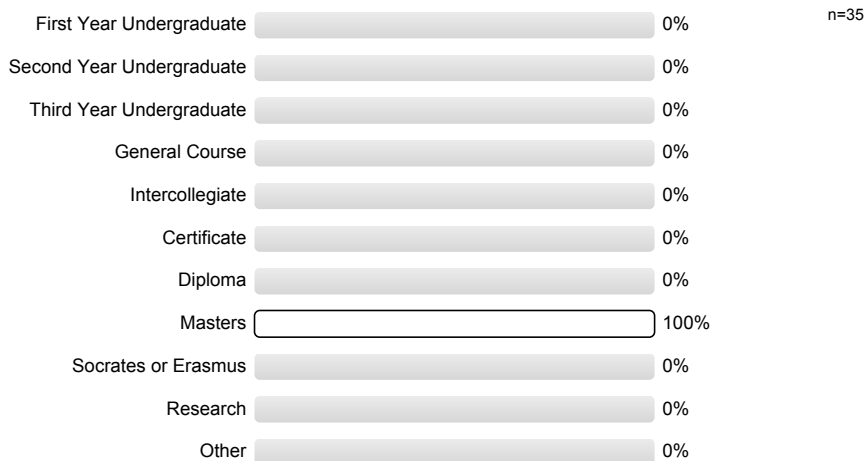 n=35
First Year Undergraduate 0%
Second Year Undergraduate 0%
Third Year Undergraduate 0%
General Course 0%
Intercollegiate 0%
Certificate 0%
Diploma 0%
Masters 100%
Socrates or Erasmus 0%
Research 0%
Other 0%